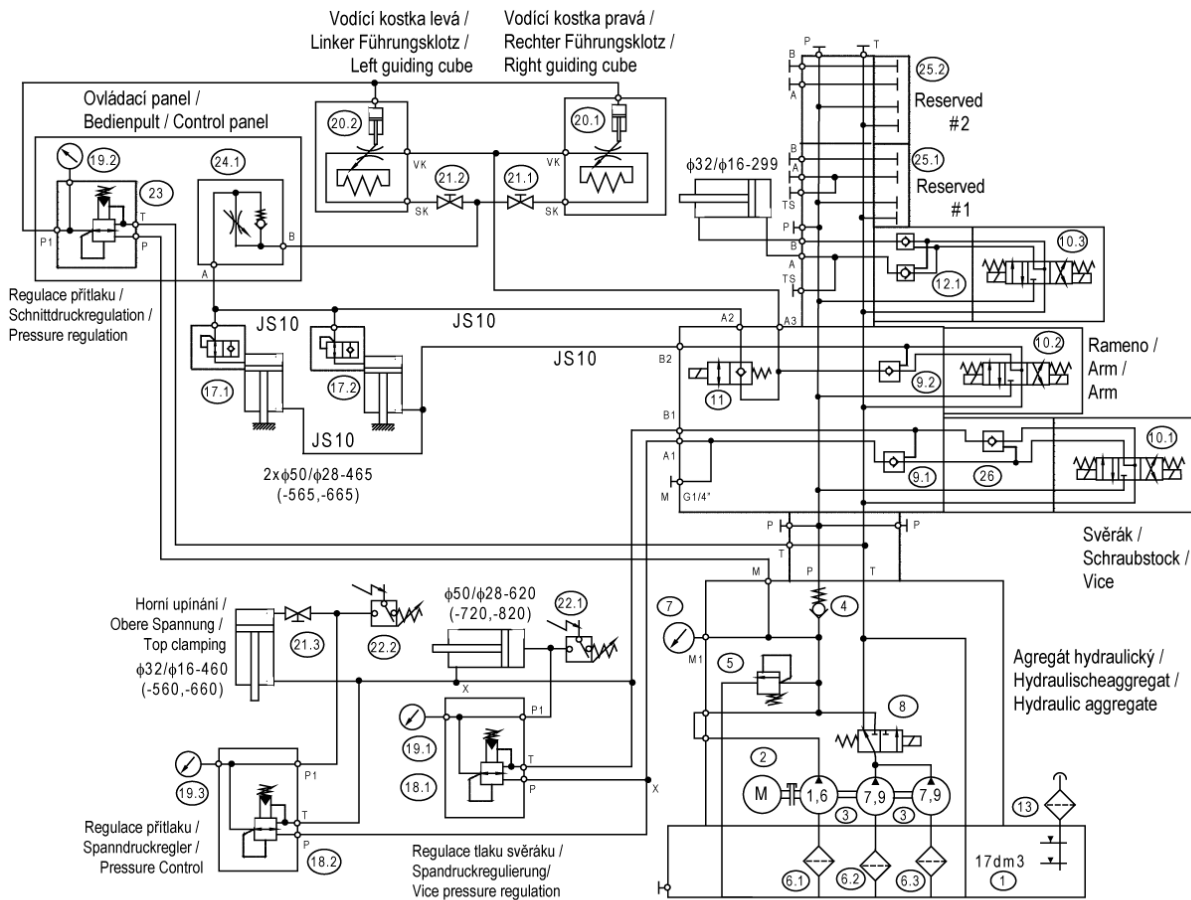 Vodící kostka levá /
Linker Führungsklotz /
Left guiding cube
Vodící kostka pravá /
Rechter Führungsklotz /
Right guiding cube
P
T
B
A
25.2
Reserved
#2
Ovládací panel /
Bedienpult / Control panel
20.2
20.1
19.2
24.1
23
VK
VK
21.2
21.1
SK
SK
T
P
P1
B
A
ϕ32/ϕ16-299
B
A
TS
25.1
Reserved
#1
P
B
A
TS
10.3
12.1
Regulace přítlaku /
Schnittdruckregulation /
Pressure regulation
JS10
JS10
JS10
17.1
17.2
A2
A3
B2
11
9.2
10.2
Rameno /
Arm /
Arm
JS10
2xϕ50/ϕ28-465
(-565,-665)
B1
A1
M
G1/4"
9.1
26
10.1
Svěrák /
Schraubstock /
Vice
P
P
T
M
P
T
Horní upínání /
Obere Spannung /
Top clamping
ϕ32/ϕ16-460
(-560,-660)
21.3
22.2
ϕ50/ϕ28-620
(-720,-820)
22.1
7
4
M1
5
8
Agregát hydraulický /
Hydraulischeaggregat /
Hydraulic aggregate
X
P1
19.1
18.1
T
P
X
19.3
P1
T
P
18.2
Regulace přítlaku /
Spanndruckregler /
Pressure Control
Regulace tlaku svěráku /
Spandruckregulierung/
Vice pressure regulation
2
M
1,6
7,9
7,9
3
3
13
6.1
6.2
6.3
17dm3
1